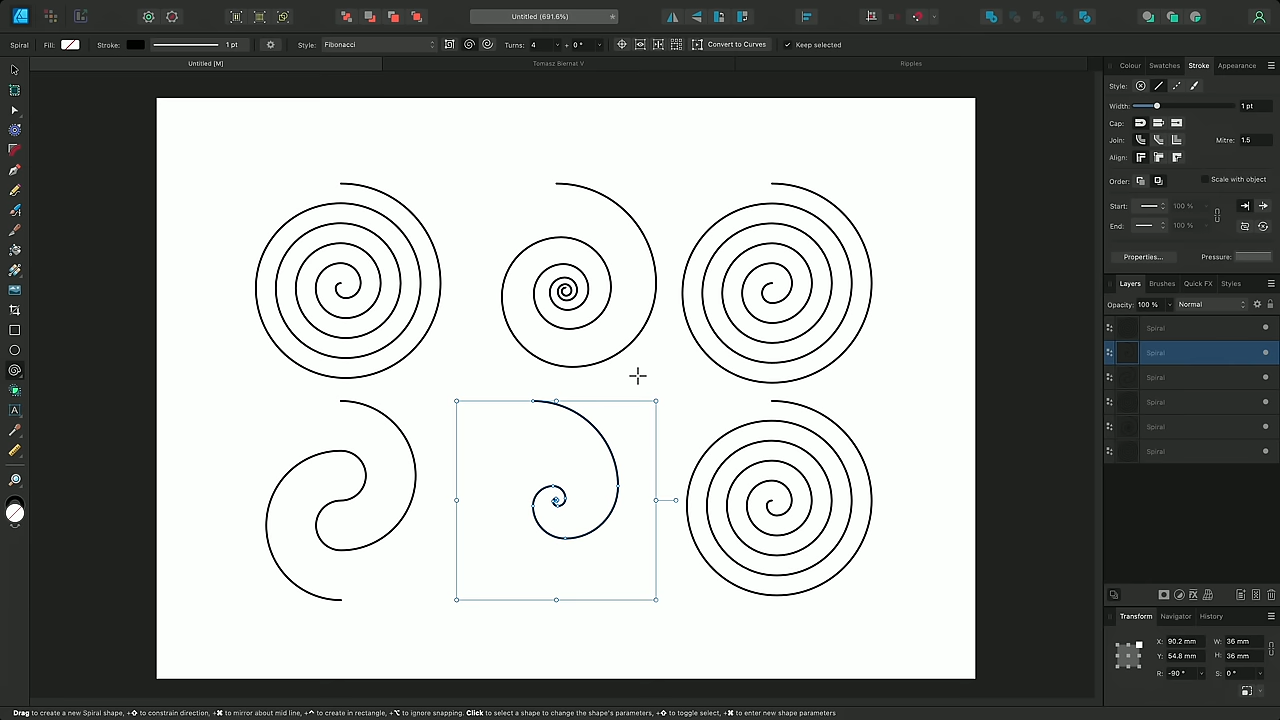 Untitled (691.6%)
Spiral Fill: Stroke: 1 pt Style: Fibonacci Turns: 4 + 0 ° Convert to Curves Keep selected
Untitled [M] Tomasz Biernat V Ripples
Colour Swatches Stroke Appearance
Style:
Width: 1 pt
Cap:
Join: Mitre: 1.5
Align:
Order: Scale with object
Start: 100 %
End: 100 %
Properties... Pressure:
Layers Brushes Quick FX Styles
Opacity: 100 % Normal
Spiral
Spiral
Spiral
Spiral
Spiral
Spiral
Transform Navigator History
X: 90.2 mm W: 36 mm
Y: 54.8 mm H: 36 mm
R: -90 ° S: 0 °
Drag to create a new Spiral shape, +⇧ to constrain direction, +⌘ to mirror about mid line, +^ to create in rectangle, +⌥ to ignore snapping. Click to select a shape to change the shape's parameters, +⇧ to toggle select, +⌘ to enter new shape parameters